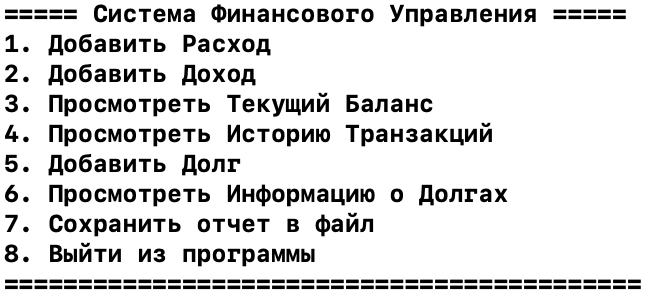 ===== Система Финансового Управления =====
1. Добавить Расход
2. Добавить Доход
3. Просмотреть Текущий Баланс
4. Просмотреть Историю Транзакций
5. Добавить Долг
6. Просмотреть Информацию о Долгах
7. Сохранить отчет в файл
8. Выйти из программы
===========================================